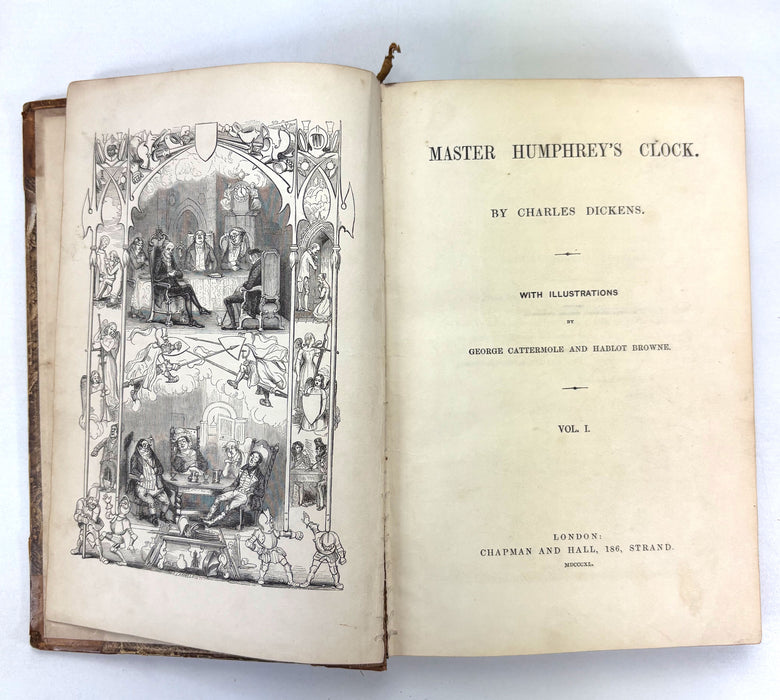 MASTER HUMPHREY'S CLOCK.
BY CHARLES DICKENS.
WITH ILLUSTRATIONS
BY
GEORGE CATTERMOLE AND HABLOT BROWNE.
VOL. I.
LONDON:
CHAPMAN AND HALL, 186, STRAND.
MDCCCXL.